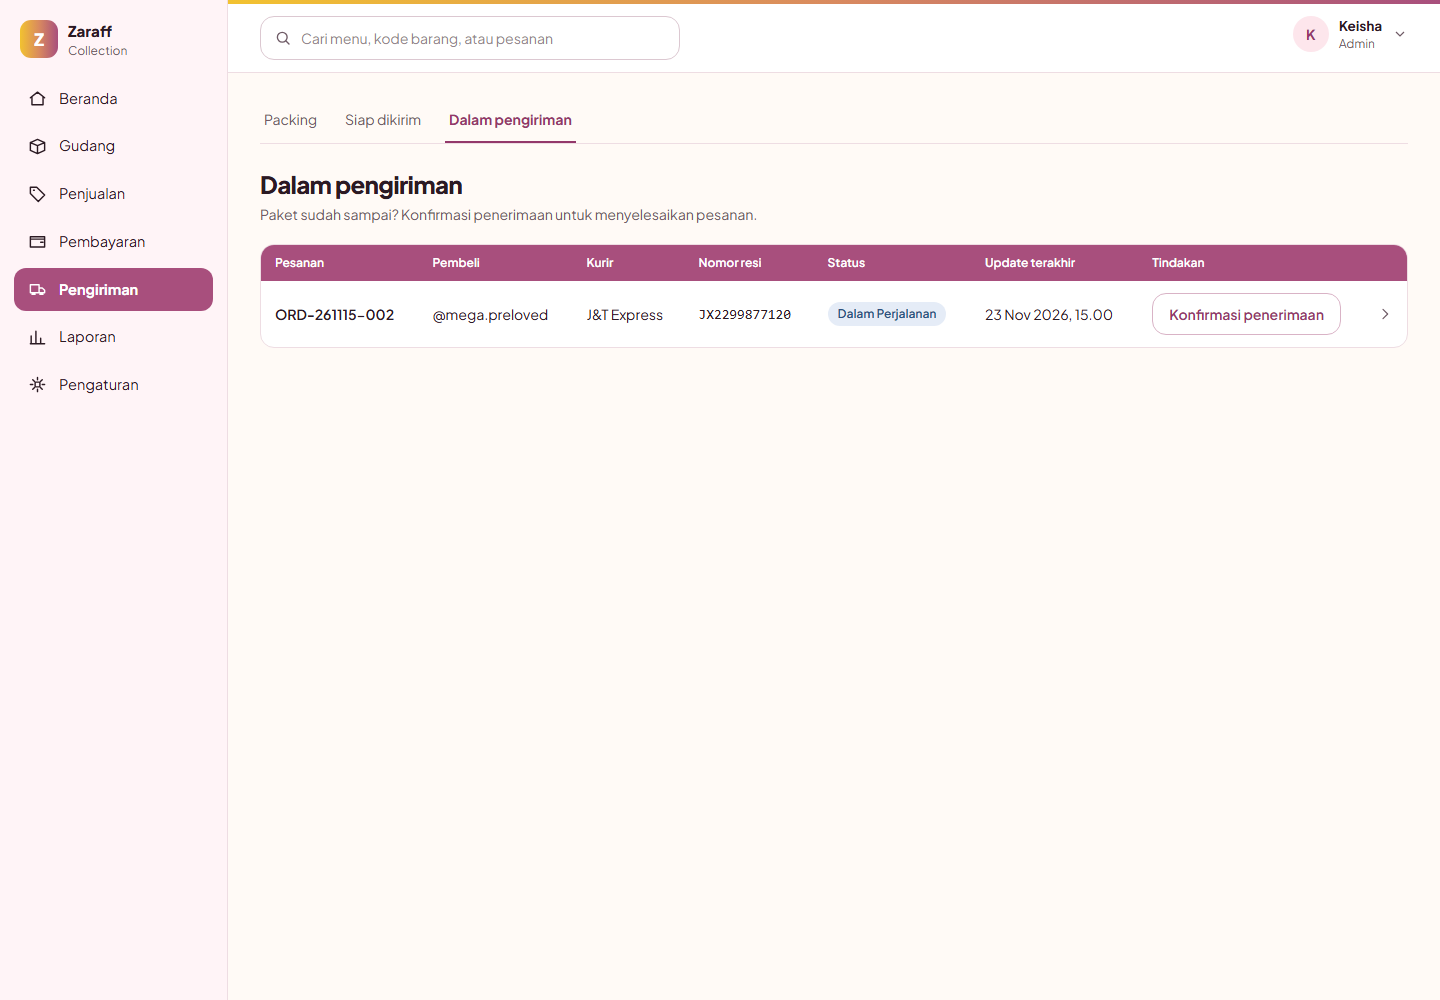 Z
Zaraff
Collection
Cari menu, kode barang, atau pesanan
K
Keisha
Admin
Beranda
Gudang
Penjualan
Pembayaran
Pengiriman
Laporan
Pengaturan
Packing
Siap dikirim
Dalam pengiriman
Dalam pengiriman
Paket sudah sampai? Konfirmasi penerimaan untuk menyelesaikan pesanan.
Pesanan Pembeli Kurir Nomor resi Status Update terakhir Tindakan
ORD-261115-002 @mega.preloved J&T Express JX2299877120 Dalam Perjalanan 23 Nov 2026, 15.00 Konfirmasi penerimaan